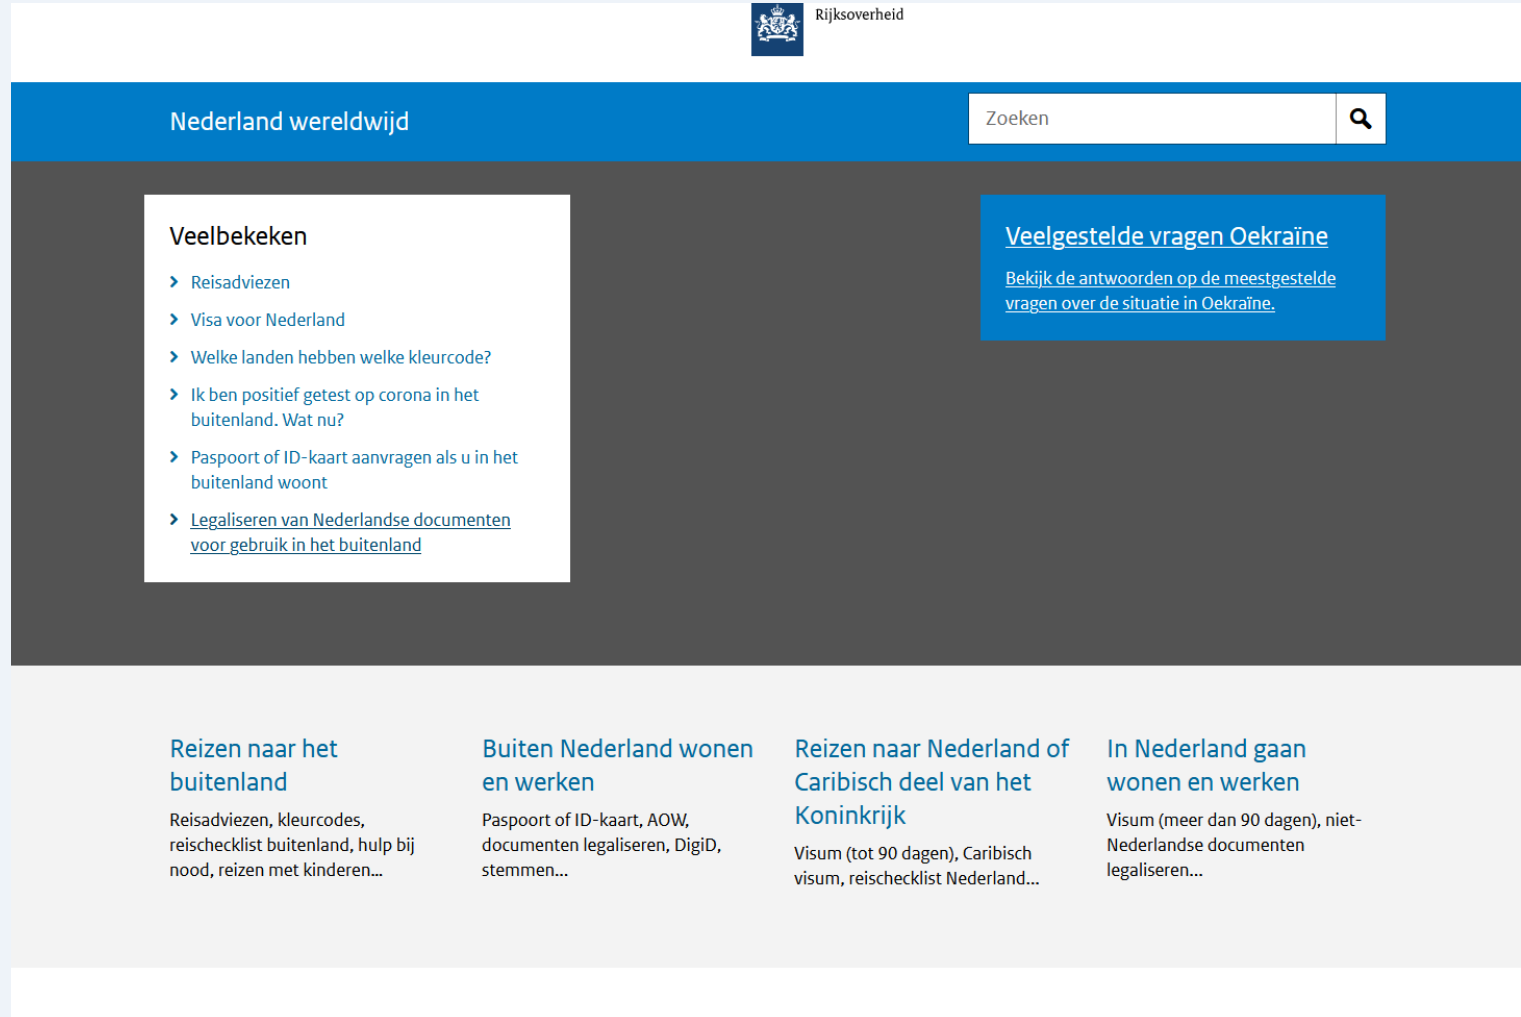 Rijksoverheid
Nederland wereldwijd
Zoeken
Veelbekeken
Reisadviezen
Visa voor Nederland
Welke landen hebben welke kleurcode?
Ik ben positief getest op corona in het
buitenland. Wat nu?
Paspoort of ID-kaart aanvragen als u in het
buitenland woont
Legaliseren van Nederlandse documenten
voor gebruik in het buitenland
Veelgestelde vragen Oekraïne
Bekijk de antwoorden op de meestgestelde
vragen over de situatie in Oekraïne.
Reizen naar het
buitenland
Reisadviezen, kleurcodes,
reischecklist buitenland, hulp bij
nood, reizen met kinderen...
Buiten Nederland wonen
en werken
Paspoort of ID-kaart, AOW,
documenten legaliseren, DigiD,
stemmen...
Reizen naar Nederland of
Caribisch deel van het
Koninkrijk
Visum (tot 90 dagen), Caribisch
visum, reischecklist Nederland...
In Nederland gaan
wonen en werken
Visum (meer dan 90 dagen), niet-
Nederlandse documenten
legaliseren...